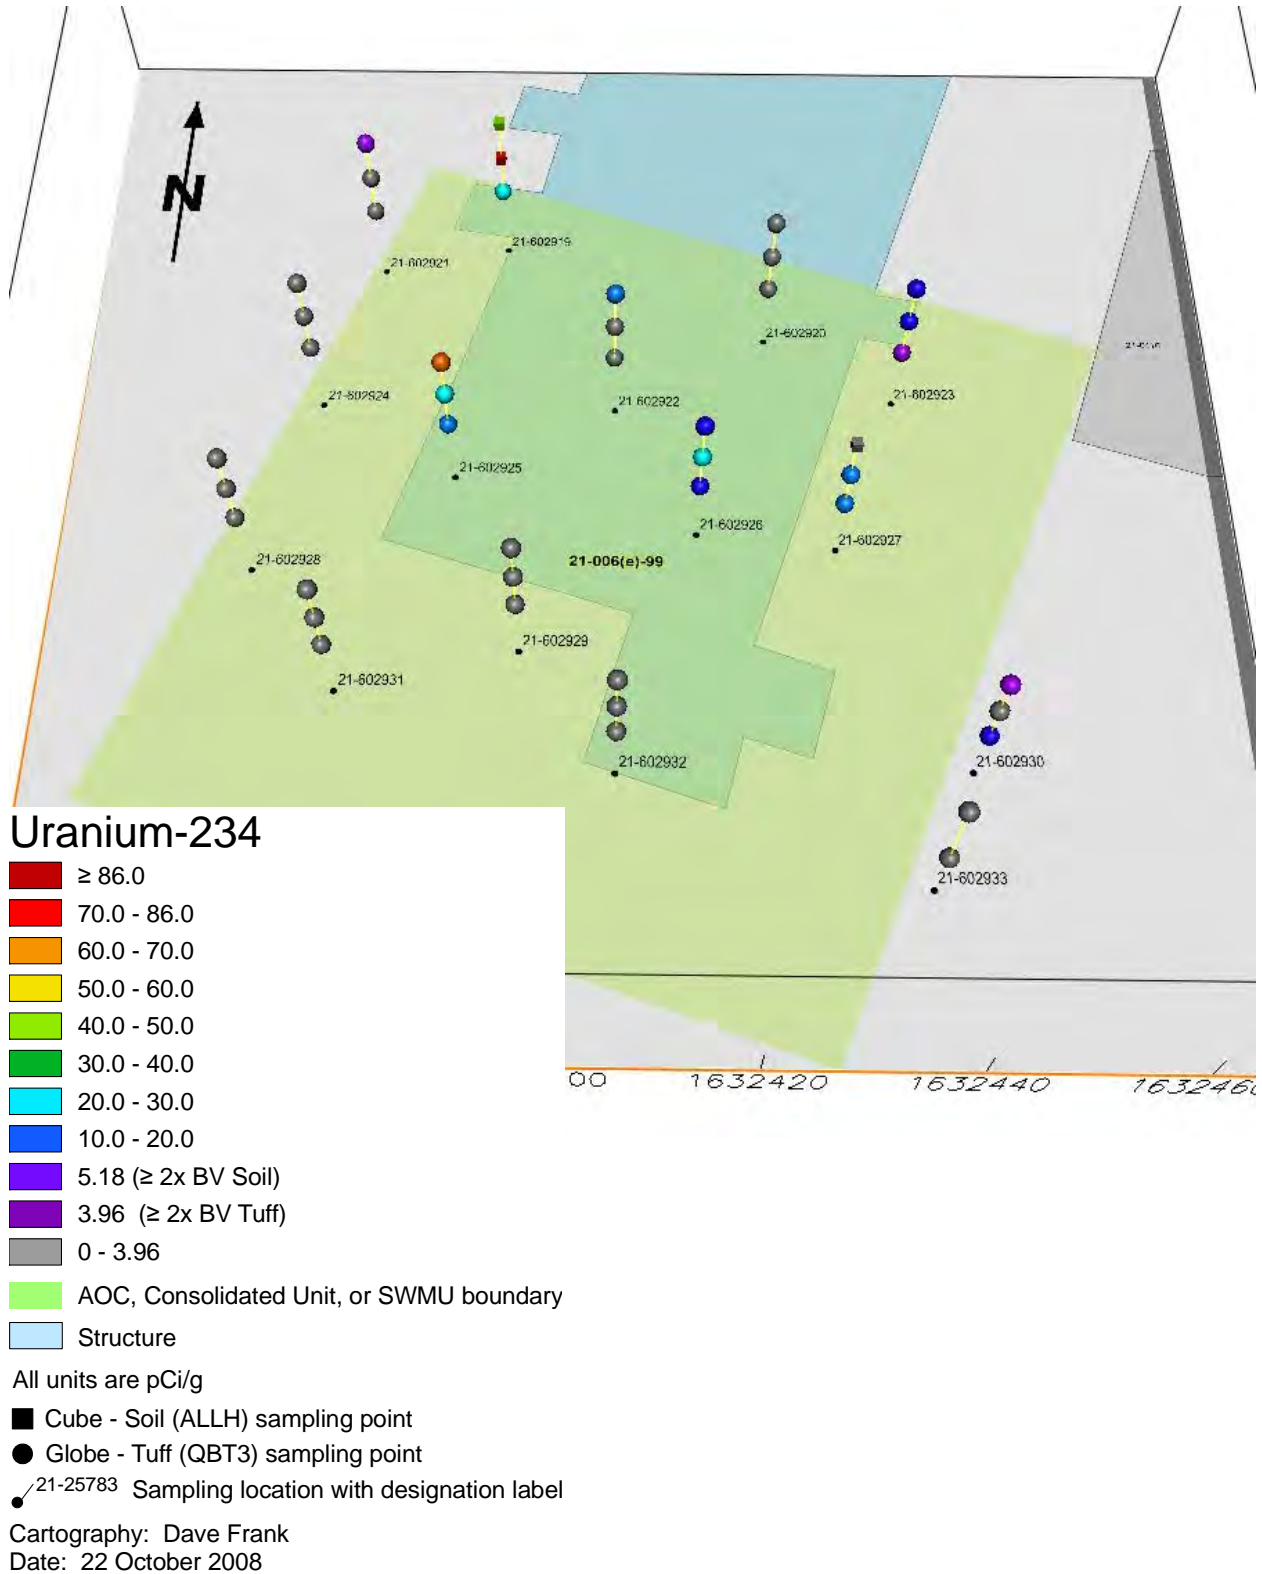 N
21-602919
21-602921
21-602920
21-602924
21 602922
21-602923
21-602925
21-602926
21-602927
21-006(e)-99
21-602928
21-602929
21-602931
21-602932
21-602930
21-602933
00 1632420 1632440 163246
Uranium-234
≥ 86.0
70.0 - 86.0
60.0 - 70.0
50.0 - 60.0
40.0 - 50.0
30.0 - 40.0
20.0 - 30.0
10.0 - 20.0
5.18 (≥ 2x BV Soil)
3.96 (≥ 2x BV Tuff)
0 - 3.96
AOC, Consolidated Unit, or SWMU boundary
Structure
All units are pCi/g
Cube - Soil (ALLH) sampling point
Globe - Tuff (QBT3) sampling point
21-25783 Sampling location with designation label
Cartography: Dave Frank
Date: 22 October 2008